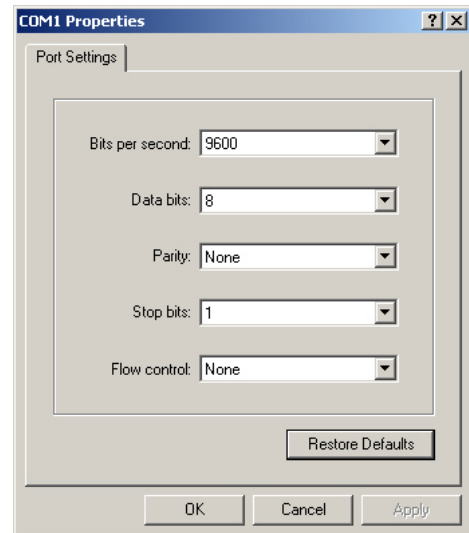 COM1 Properties
Port Settings
Bits per second: 9600
Data bits: 8
Parity: None
Stop bits: 1
Flow control: None
Restore Defaults
OK Cancel Apply